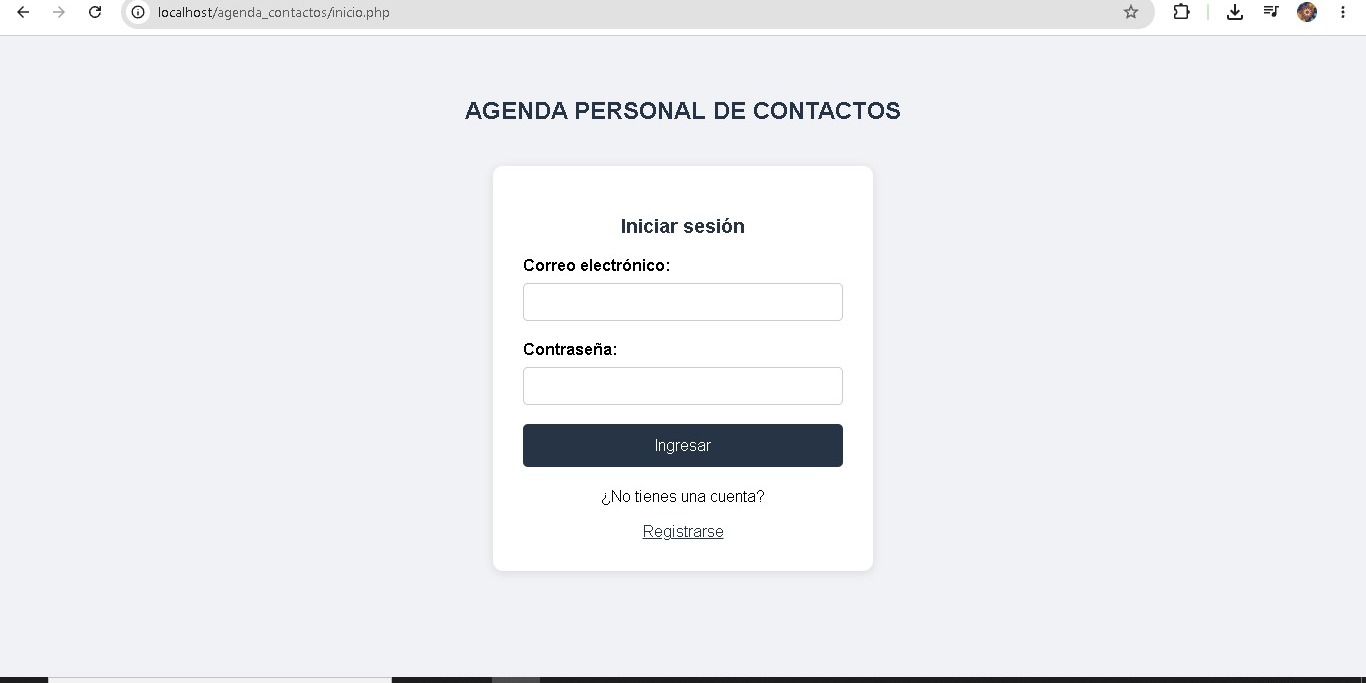 localhost/agenda_contactos/inicio.php
AGENDA PERSONAL DE CONTACTOS
Iniciar sesión
Correo electrónico:
Contraseña:
Ingresar
¿No tienes una cuenta?
Registrarse